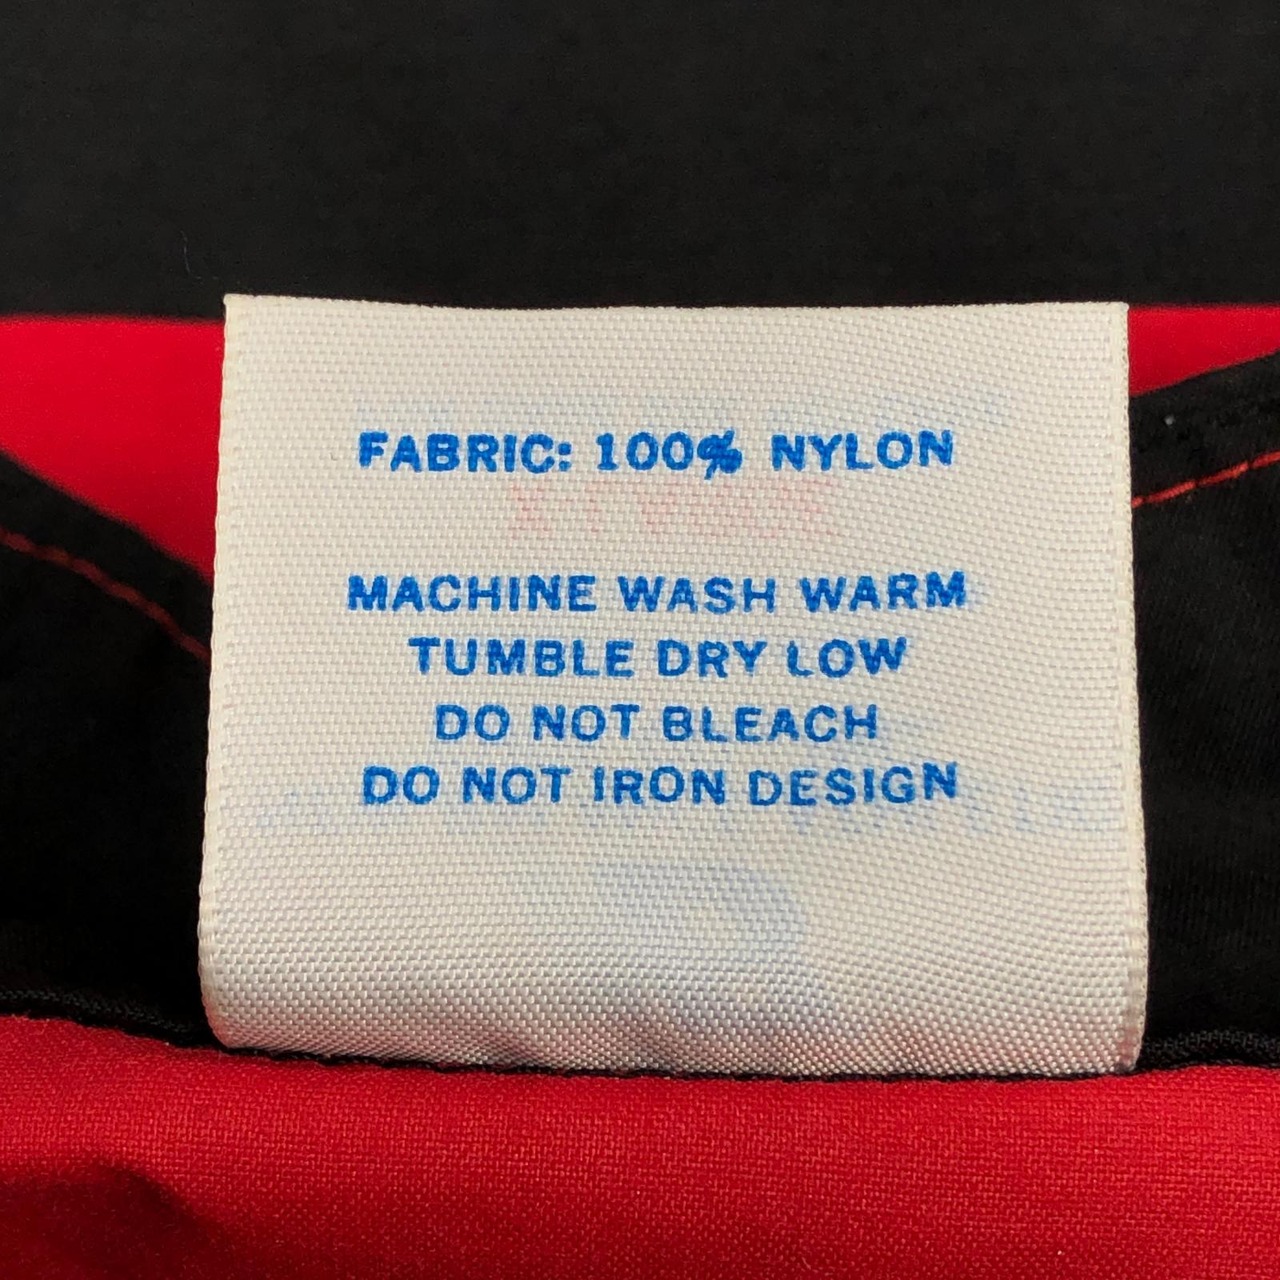 FABRIC: 100% NYLON
MACHINE WASH WARM
TUMBLE DRY LOW
DO NOT BLEACH
DO NOT IRON DESIGN